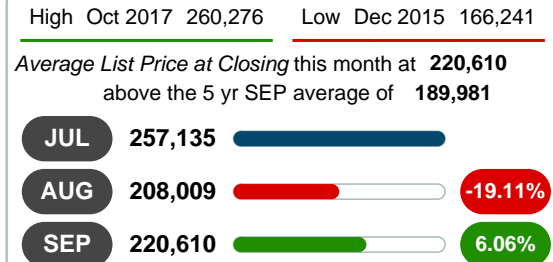 High Oct 2017 260,276 Low Dec 2015 166,241
Average List Price at Closing this month at 220,610
above the 5 yr SEP average of 189,981
JUL 257,135
AUG 208,009 -19.11%
SEP 220,610 6.06%